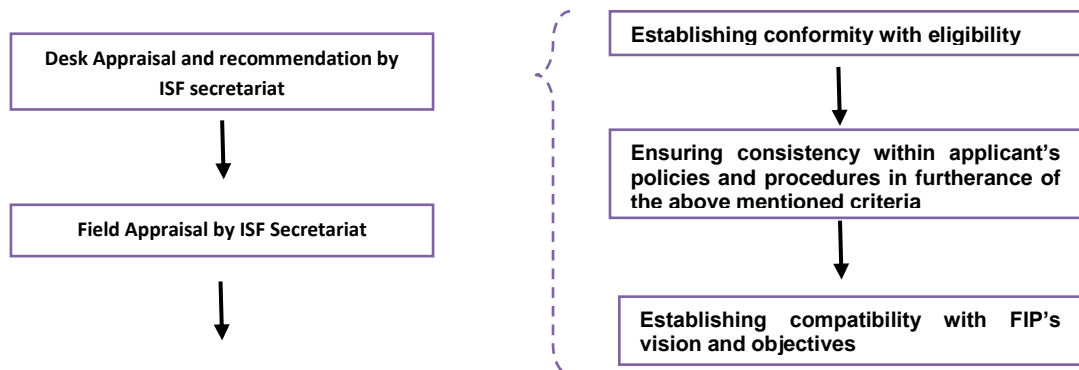 Desk Appraisal and recommendation by
ISF secretariat
Field Appraisal by ISF Secretariat
Establishing conformity with eligibility
Ensuring consistency within applicant's
policies and procedures in furtherance of
the above mentioned criteria
Establishing compatibility with FIP's
vision and objectives